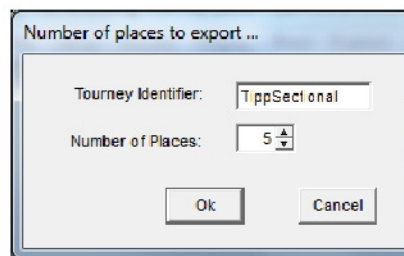 Number of places to export ...
Tourney Identifier: TippSectional
Number of Places: 5
Ok Cancel